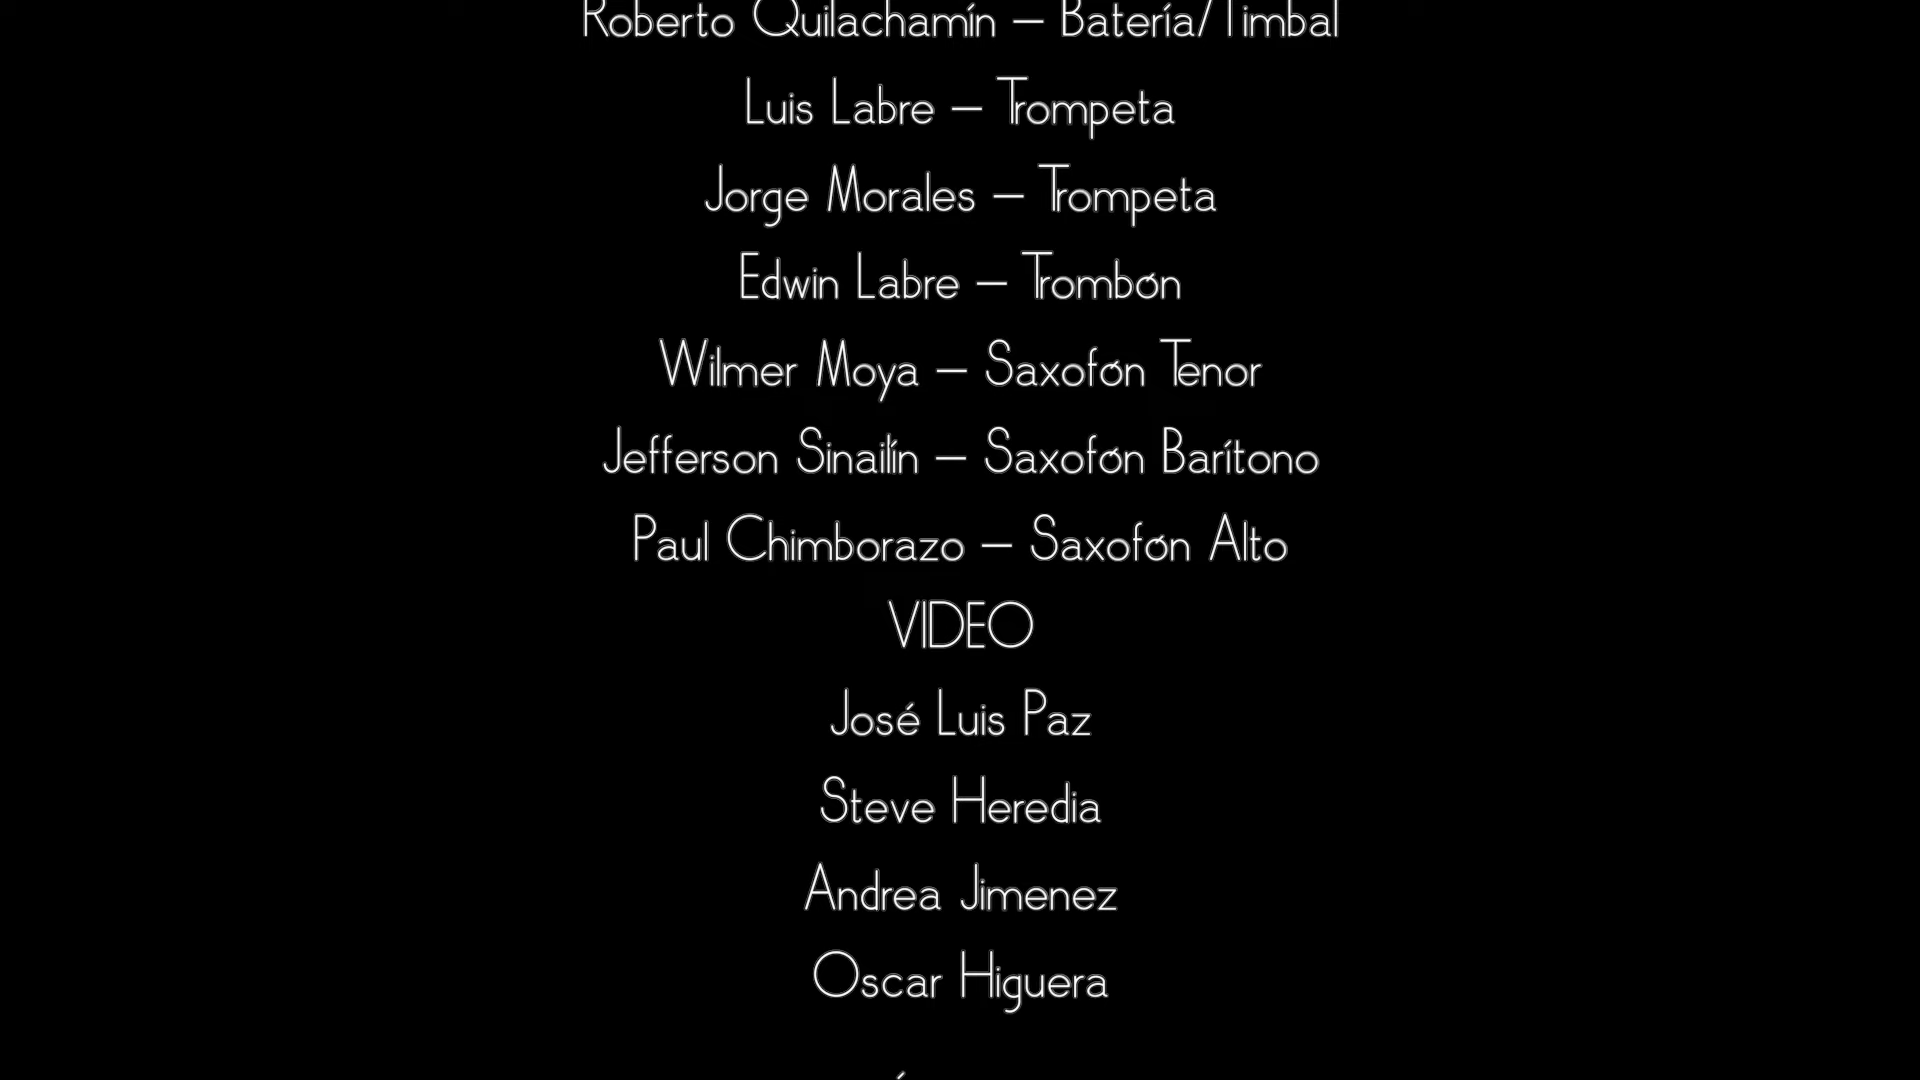 Roberto Quilachamín – Batería/Timbal
Luis Labre – Trompeta
Jorge Morales – Trompeta
Edwin Labre – Trombón
Wilmer Moya – Saxofón Tenor
Jefferson Sinailín – Saxofón Barítono
Paul Chimborazo – Saxofón Alto
VIDEO
José Luis Paz
Steve Heredia
Andrea Jimenez
Oscar Higuera